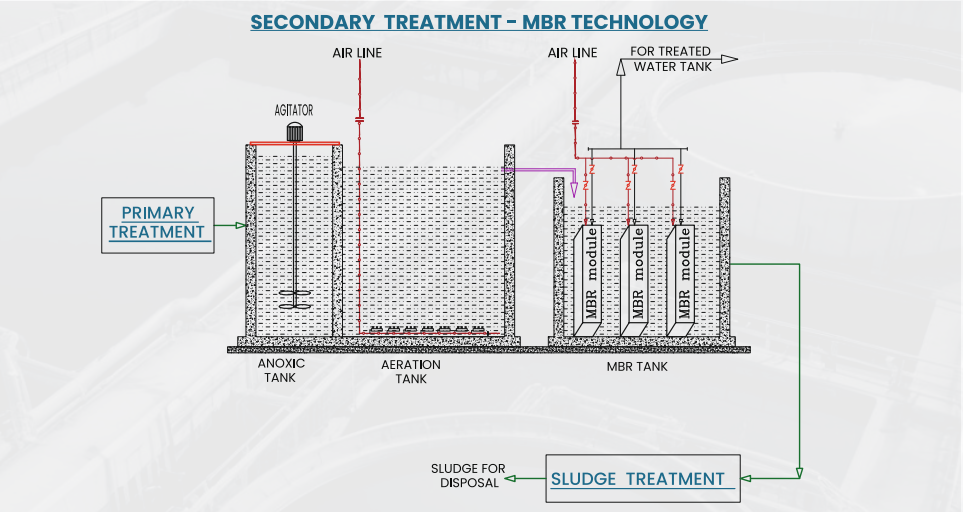 SECONDARY TREATMENT - MBR TECHNOLOGY
AIR LINE
AIR LINE
FOR TREATED
WATER TANK
AGITATOR
PRIMARY
TREATMENT
MBR module
MBR module
MBR module
ANOXIC
TANK
AERATION
TANK
MBR TANK
SLUDGE FOR
DISPOSAL
SLUDGE TREATMENT